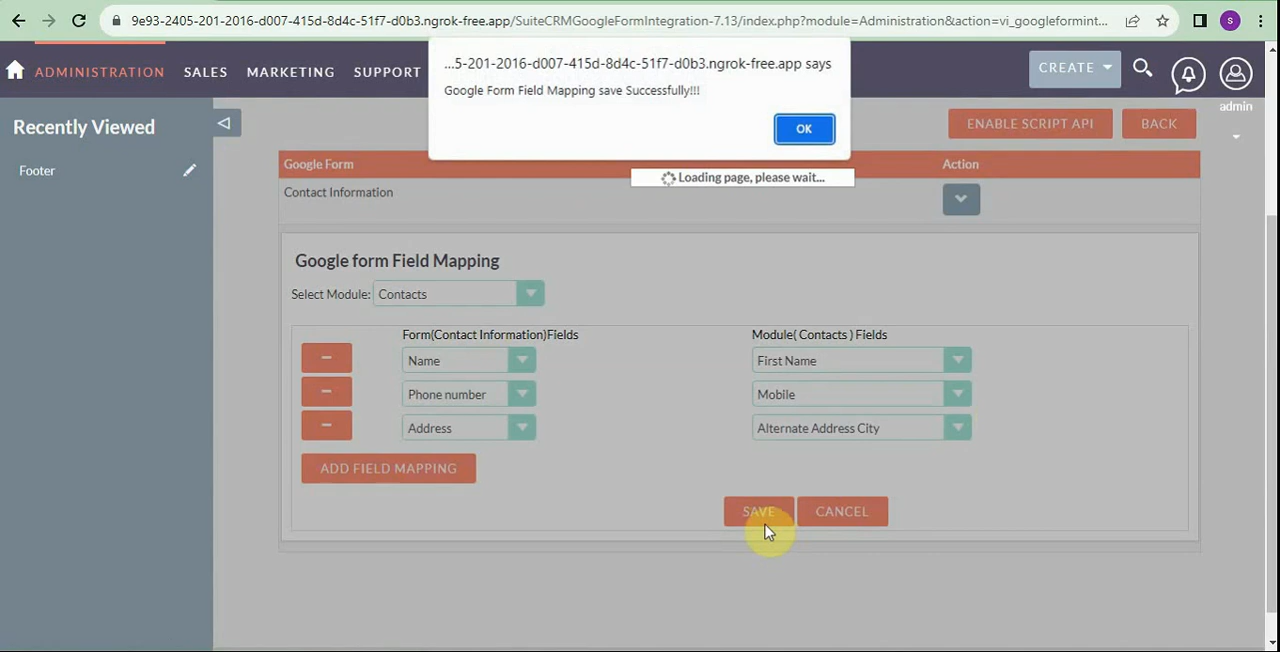 9e93-2405-201-2016-d007-415d-8d4c-51f7-d0b3.ngrok-free.app/SuiteCRMGoogleFormIntegration-7.13/index.php?module=Administration&action=vi_googleformint...
S
...5-201-2016-d007-415d-8d4c-51f7-d0b3.ngrok-free.app says
Google Form Field Mapping save Successfully!!!
OK
ADMINISTRATION SALES MARKETING SUPPORT CREATE
admin
Recently Viewed
Footer
ENABLE SCRIPT API BACK
Google Form Action
Loading page, please wait...
Contact Information
Google form Field Mapping
Select Module: Contacts
Form(Contact Information)Fields Module( Contacts ) Fields
Name First Name
Phone number Mobile
Address Alternate Address City
ADD FIELD MAPPING
SAVE CANCEL